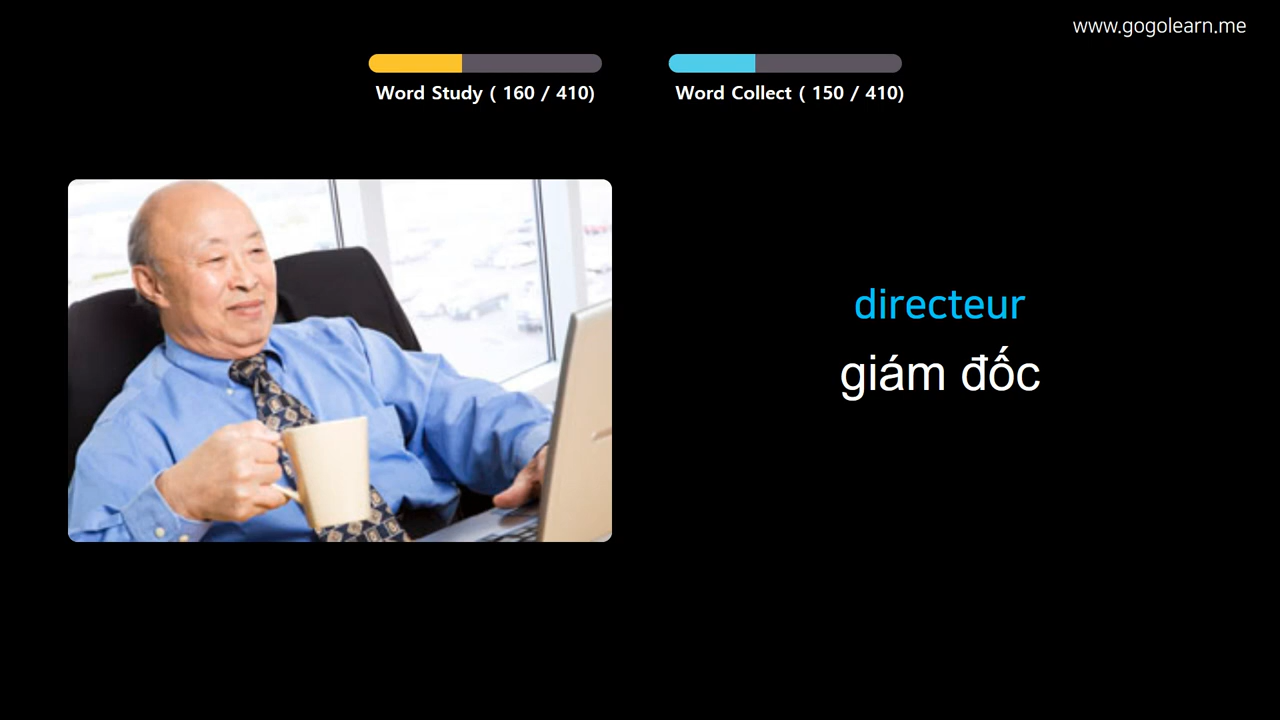 www.gogolearn.me
Word Study ( 160 / 410)
Word Collect ( 150 / 410)
directeur
giám đốc